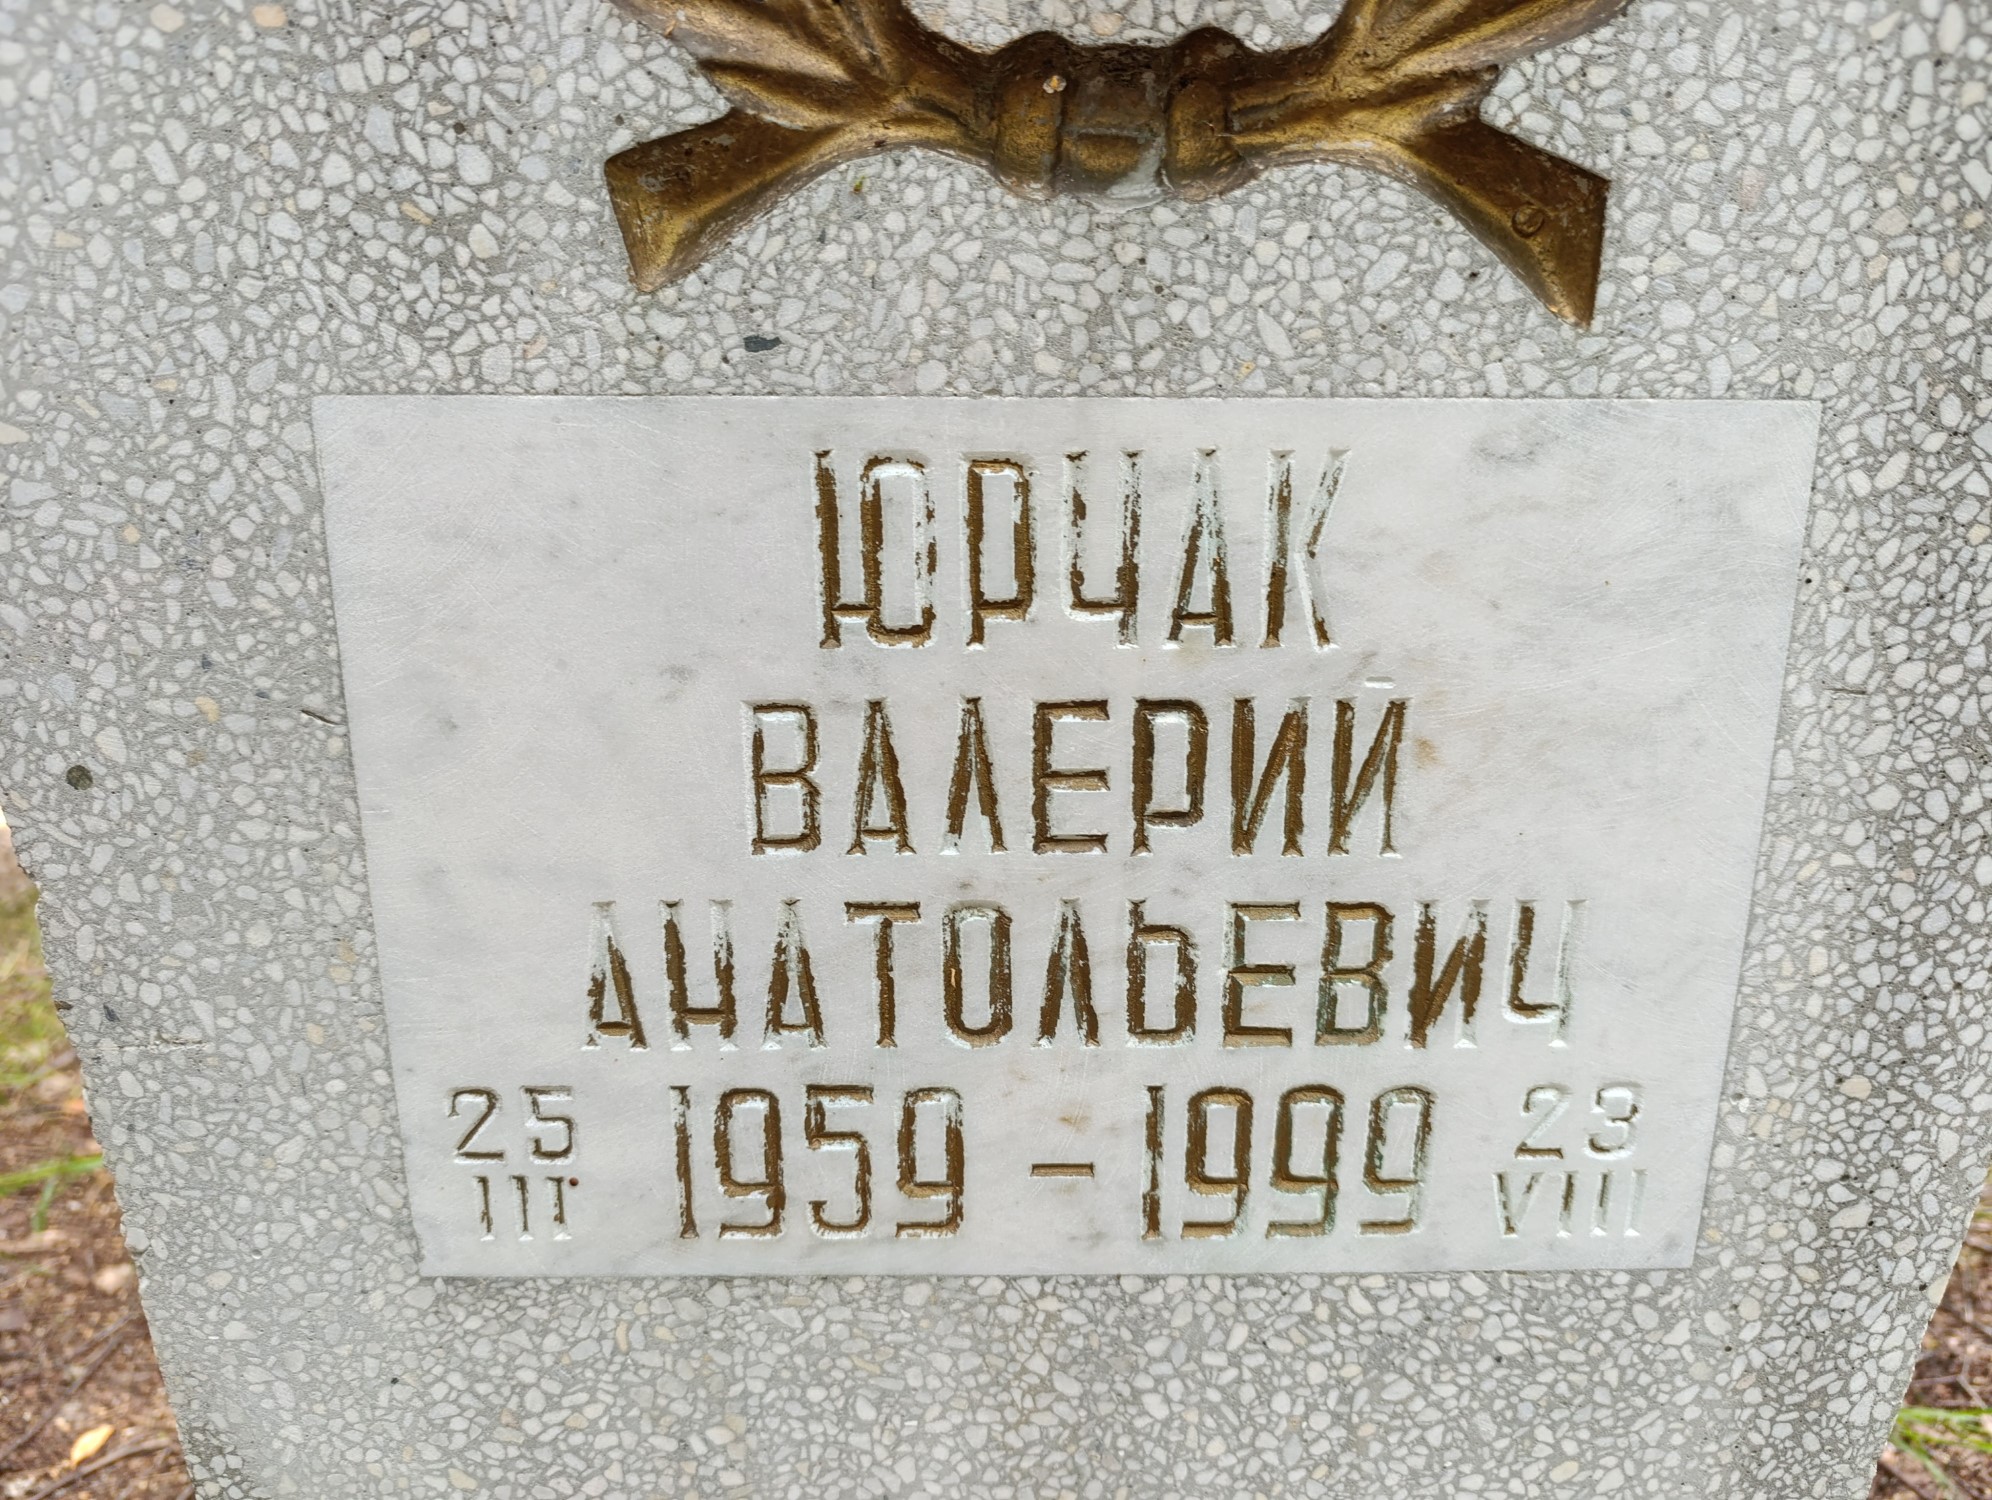 ЮРЧАК
ВАЛЕРИЙ
АНАТОЛЬЕВИЧ
25 III 1959 – 1999 23 VIII